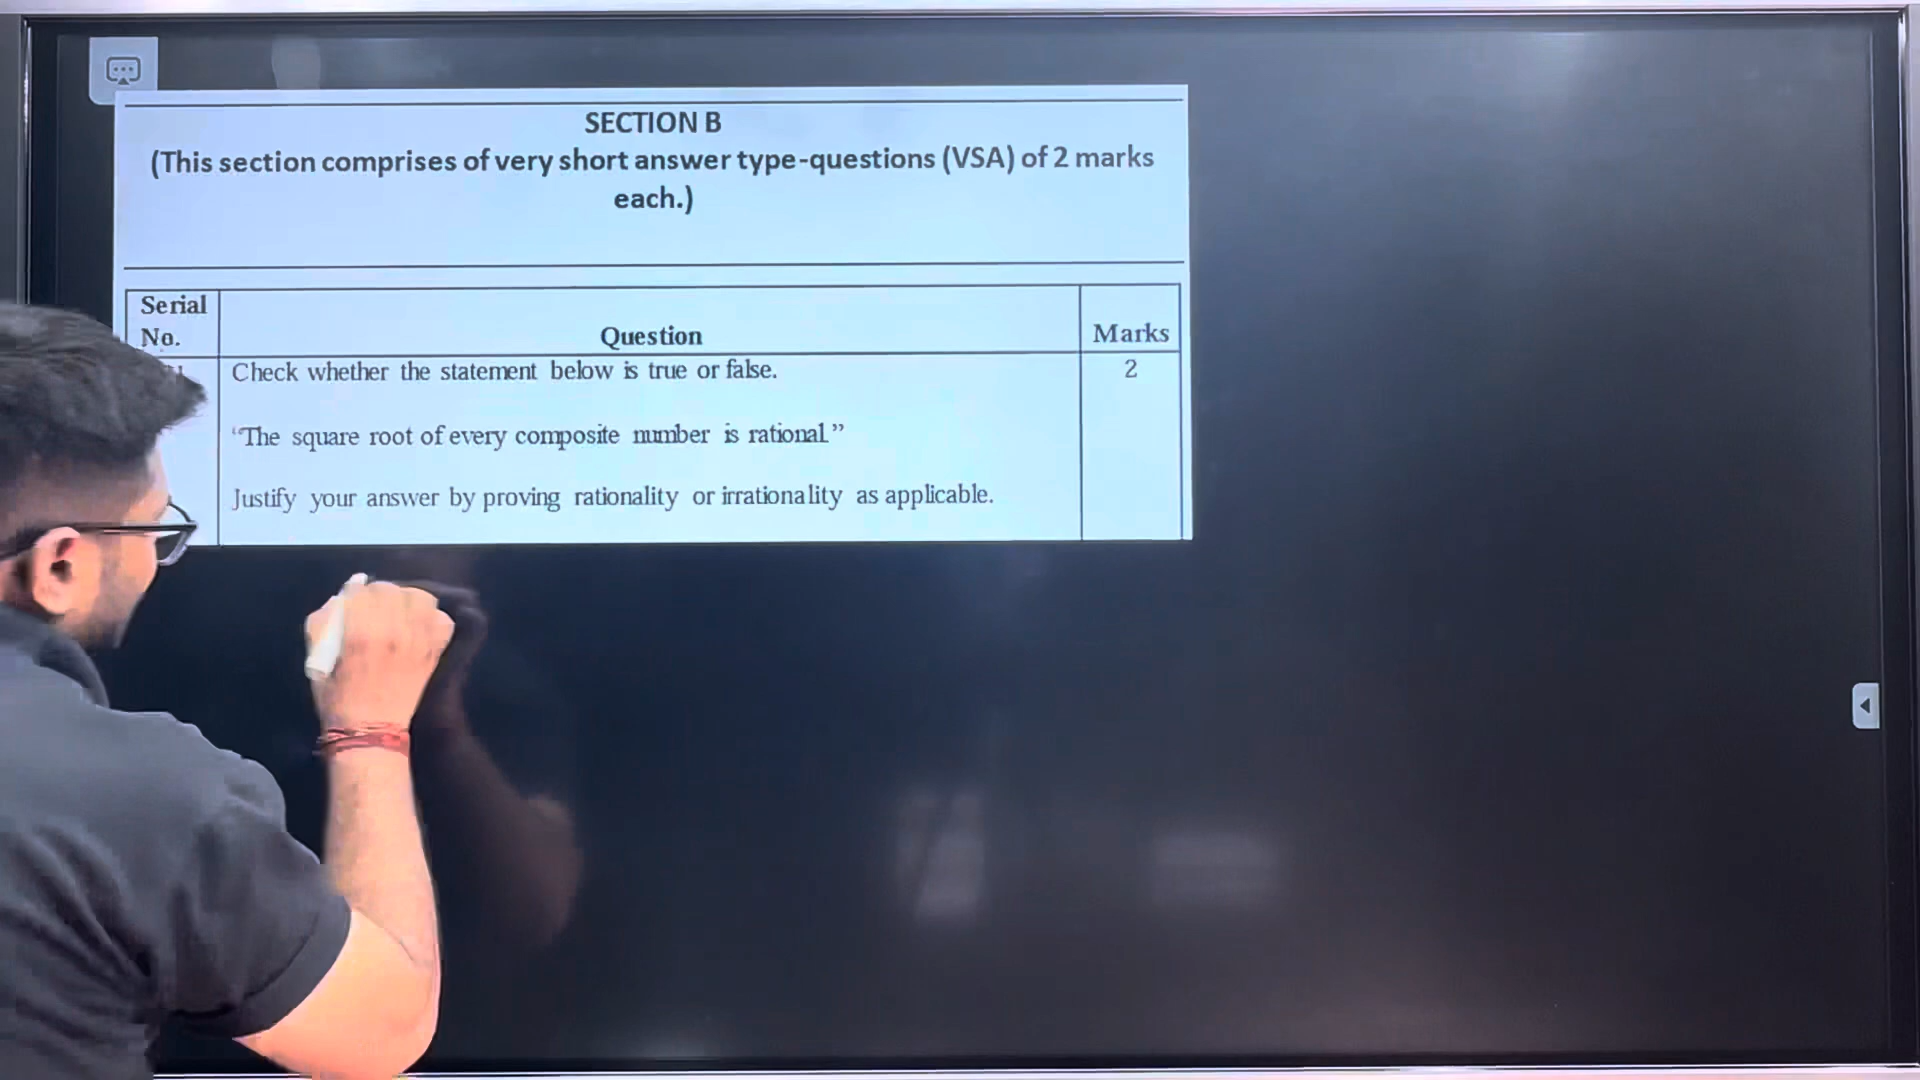 SECTION B
(This section comprises of very short answer type-questions (VSA) of 2 marks
each.)
Serial
No.
Question
Marks
Check whether the statement below is true or false.
2
“The square root of every composite number is rational.”
Justify your answer by proving rationality or irrationality as applicable.